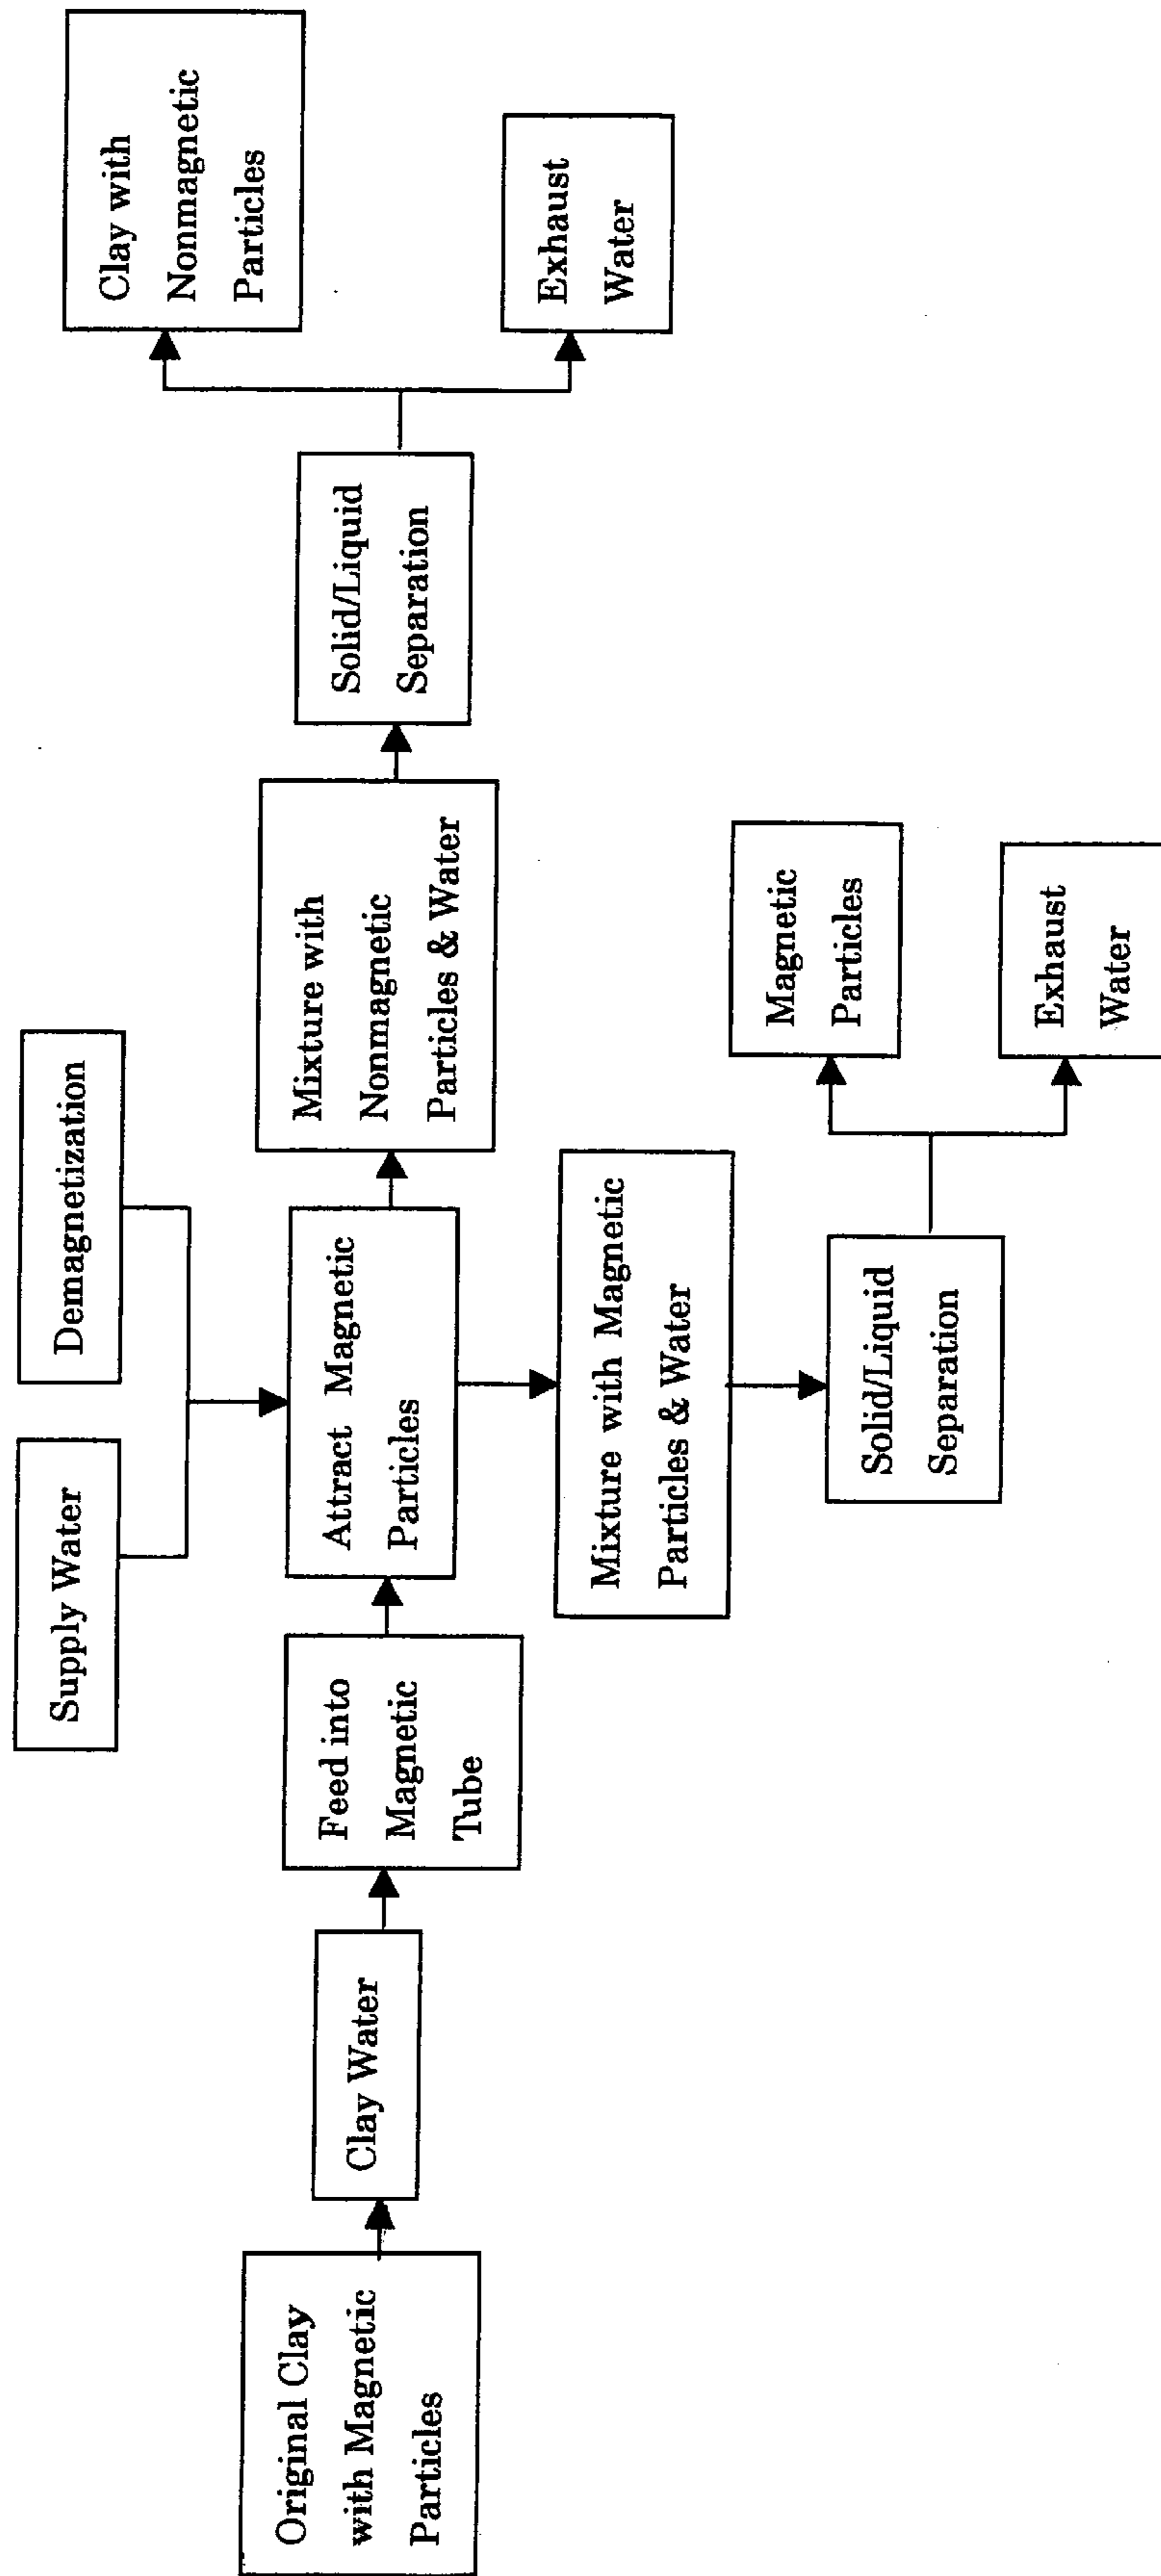 Supply Water
Demagnetization
Original Clay
with Magnetic
Particles
Clay Water
Feed into
Magnetic
Tube
Attract Magnetic
Particles
Mixture with
Nonmagnetic
Particles & Water
Solid/Liquid
Separation
Clay with
Nonmagnetic
Particles
Exhaust
Water
Mixture with Magnetic
Particles & Water
Solid/Liquid
Separation
Magnetic
Particles
Exhaust
Water